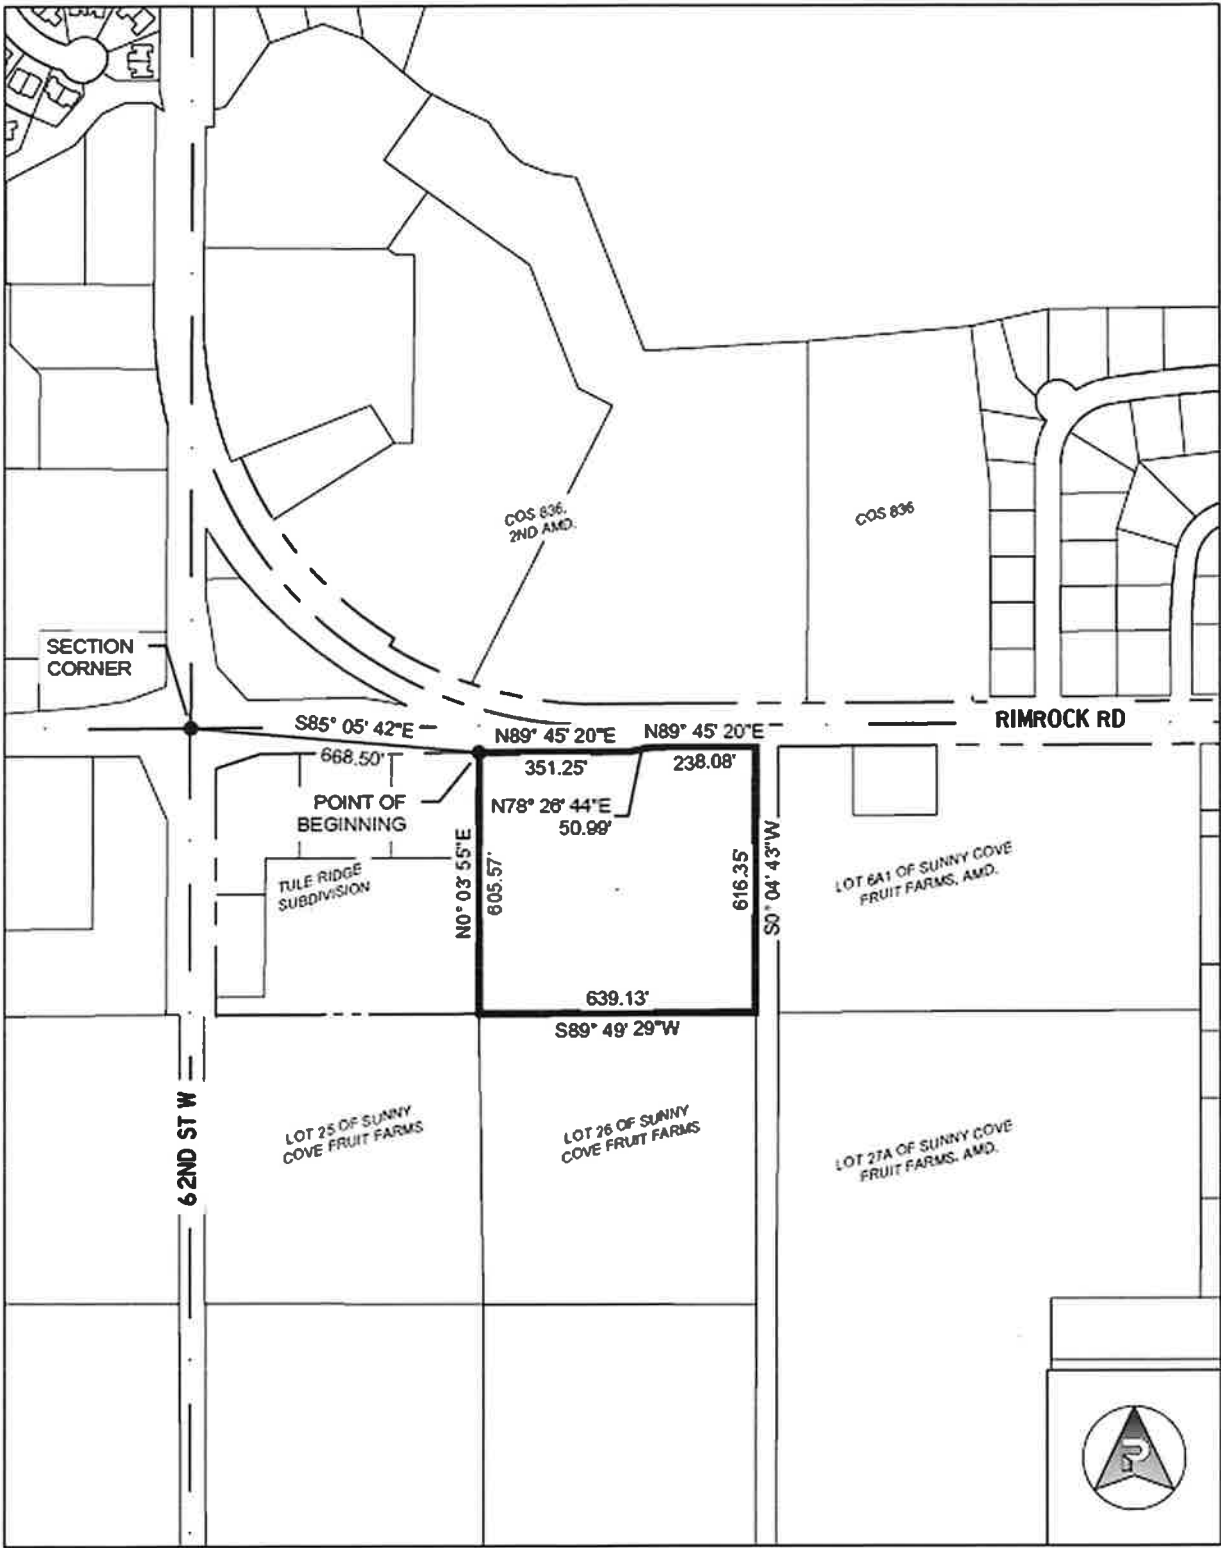 COS 836,
2ND AMD.
COS 836
SECTION
CORNER
S85° 05' 42"E
668.50'
N89° 45' 20"E
351.25'
N89° 45' 20"E
238.08'
RIMROCK RD
POINT OF
BEGINNING
N78° 26' 44"E
50.99'
TULE RIDGE
SUBDIVISION
N0° 03' 55"E
605.57'
616.35'
S0° 04' 43"W
LOT 6A1 OF SUNNY COVE
FRUIT FARMS, AMD.
639.13'
S89° 49' 29"W
62ND ST W
LOT 25 OF SUNNY
COVE FRUIT FARMS
LOT 26 OF SUNNY
COVE FRUIT FARMS
LOT 27A OF SUNNY COVE
FRUIT FARMS, AMD.
P